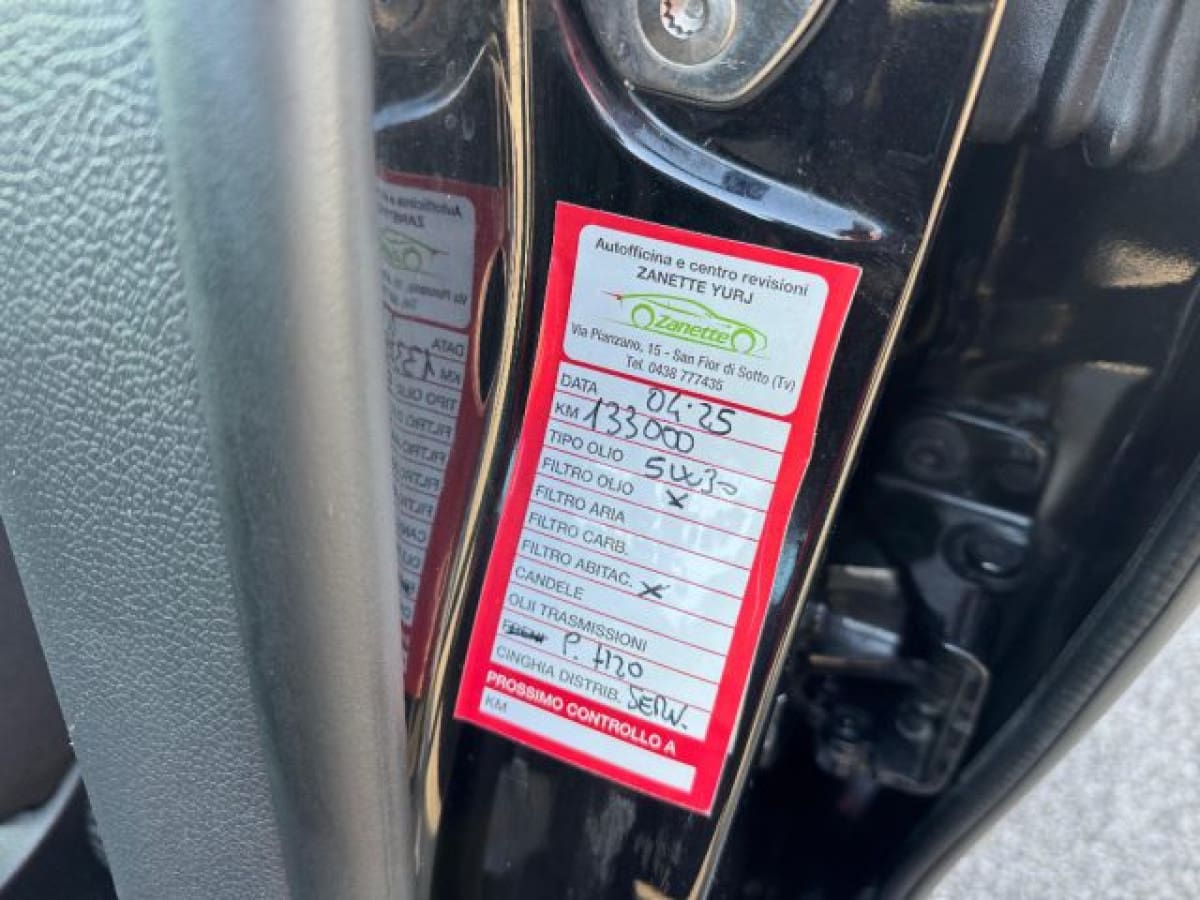 Autofficina e centro revisioni
ZANETTE YURJ
Zanette
Via Pianzano, 15 - San Fior di Sotto (Tv)
Tel. 0438 777435
DATA 04.25
KM 133000
TIPO OLIO 5W30
FILTRO OLIO X
FILTRO ARIA
FILTRO CARB.
FILTRO ABITAC. X
CANDELE
OLII TRASMISSIONI
FRENI P. H2O
CINGHIA DISTRIB. SERV.
PROSSIMO CONTROLLO A
KM